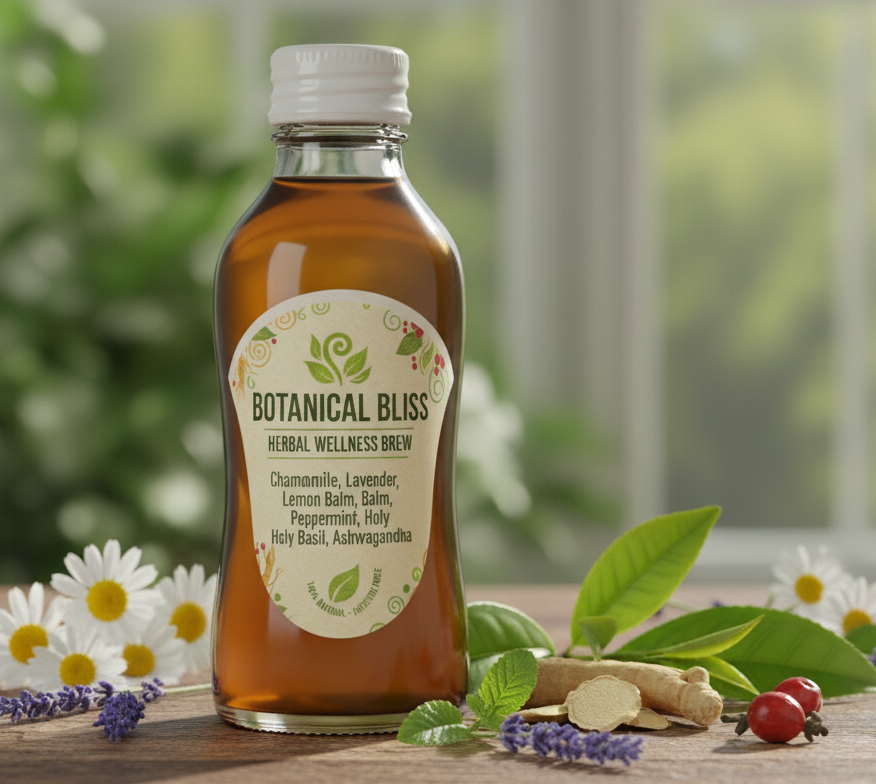 BOTANICAL BLISS
HERBAL WELLNESS BREW
Chamomile, Lavender,
Lemon Balm, Balm,
Peppermint, Holy
Holy Basil, Ashwagandha